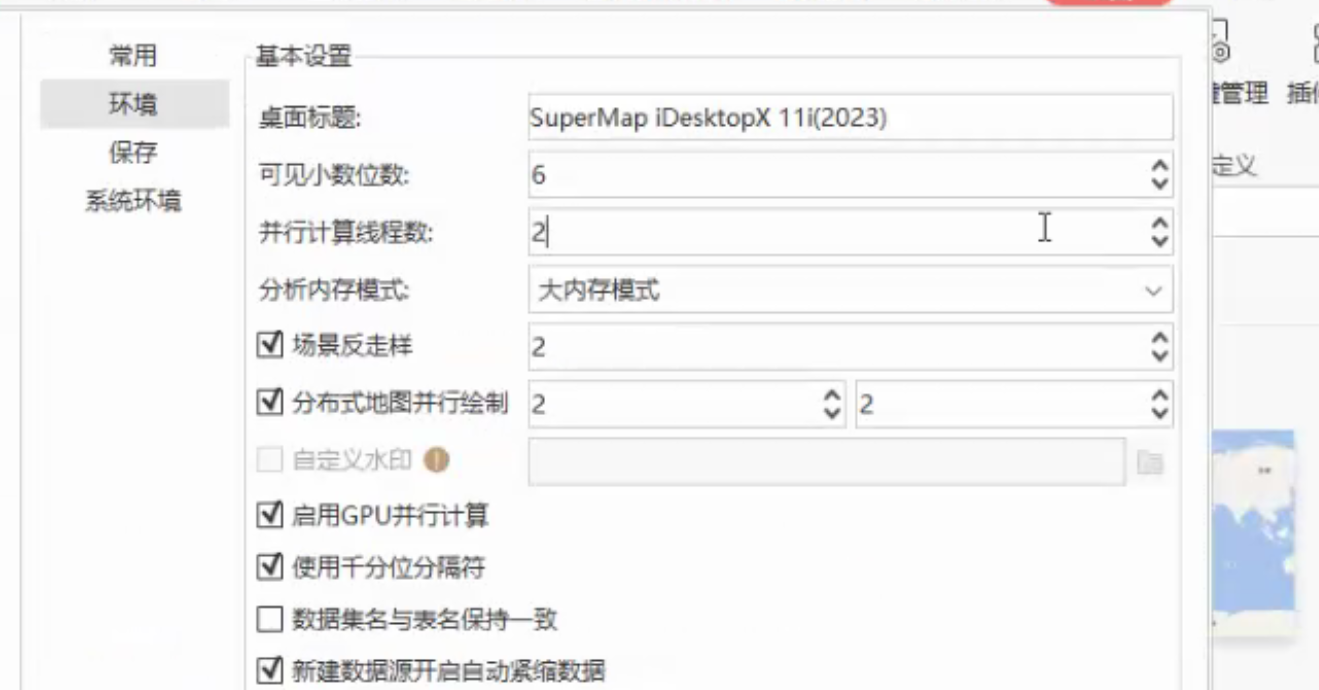 常用
环境
保存
系统环境
基本设置
桌面标题: SuperMap iDesktopX 11i(2023)
可见小数位数: 6
并行计算线程数: 2
分析内存模式: 大内存模式
场景反走样 2
分布式地图并行绘制 2 2
自定义水印
启用GPU并行计算
使用千分位分隔符
数据集名与表名保持一致
新建数据源开启自动紧缩数据
管理
定义